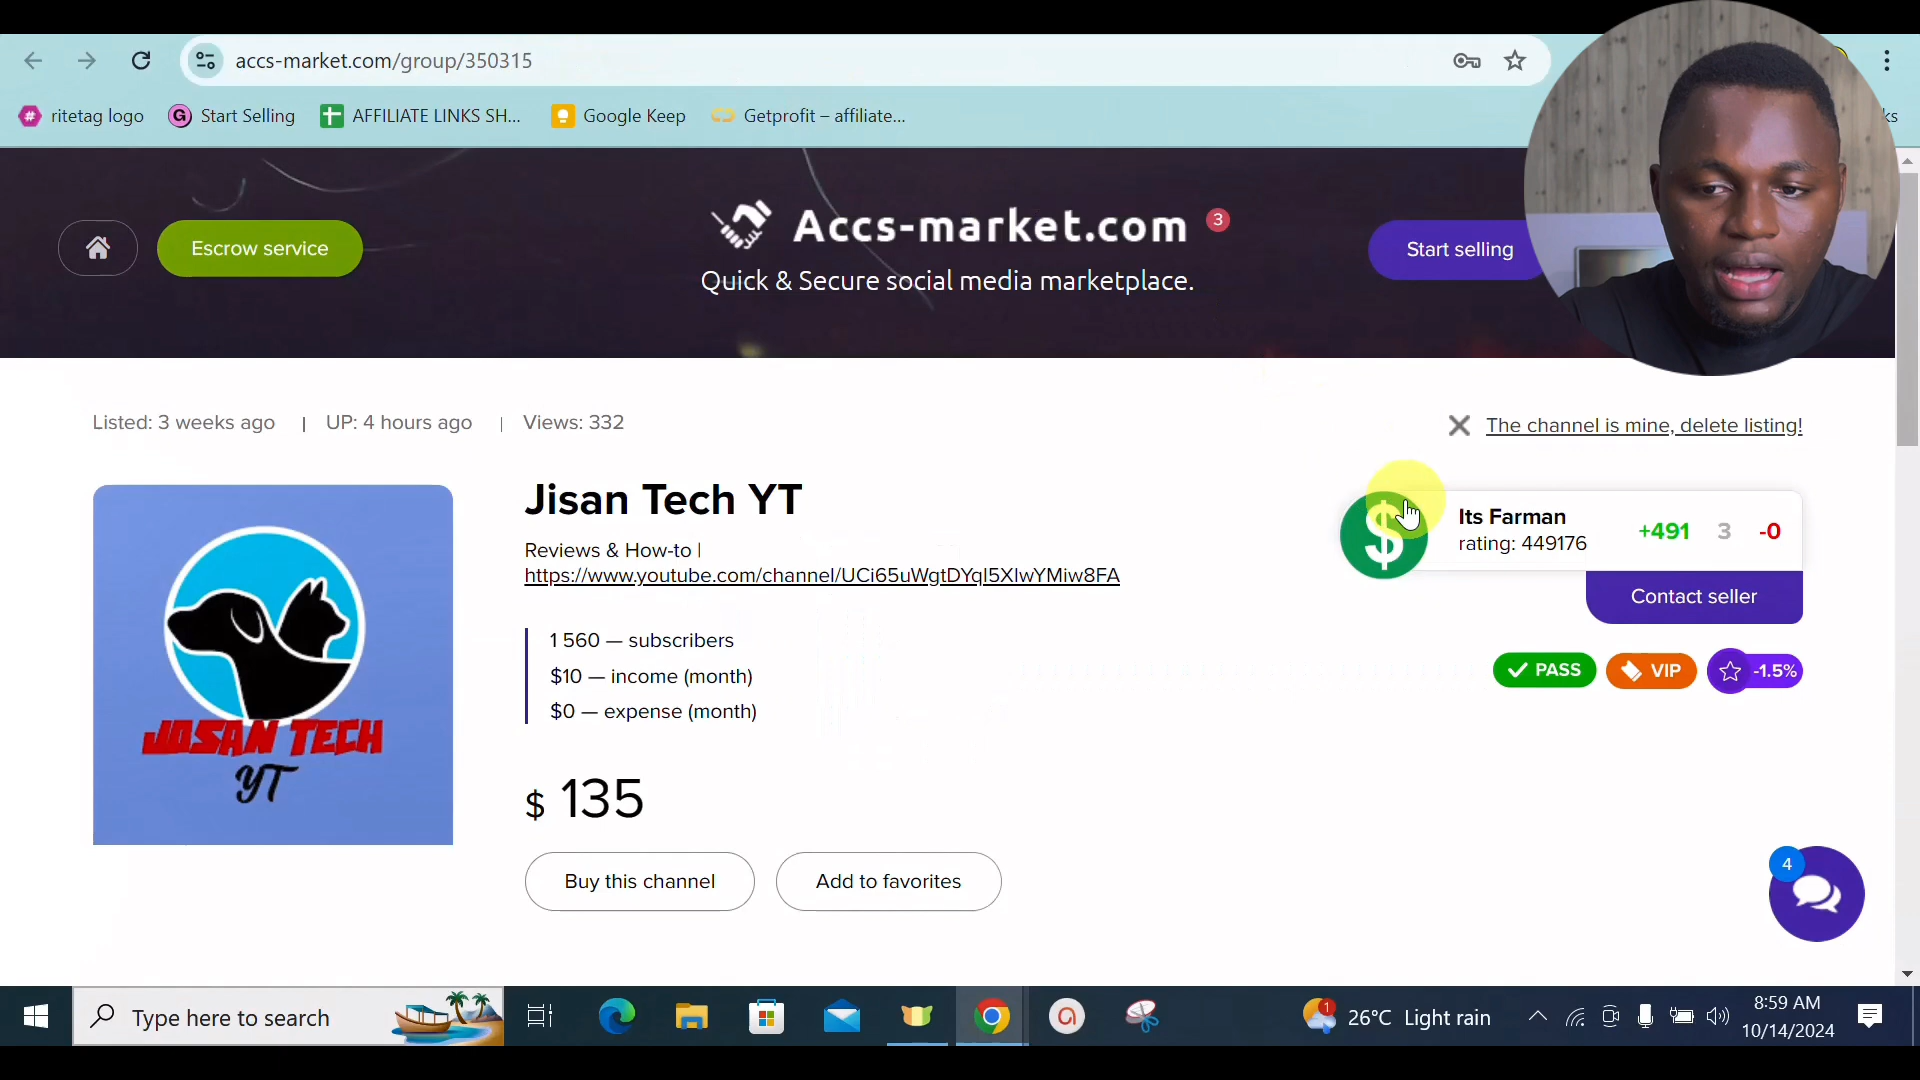 accs-market.com/group/350315
ritetag logo
Start Selling
AFFILIATE LINKS SH...
Google Keep
Getprofit – affiliate...
ks
Escrow service
Accs-market.com
3
Quick & Secure social media marketplace.
Start selling
Listed: 3 weeks ago | UP: 4 hours ago | Views: 332
The channel is mine, delete listing!
Jisan Tech YT
Reviews & How-to |
https://www.youtube.com/channel/UCi65uWgtDYql5XlwYMiw8FA
1 560 — subscribers
$10 — income (month)
$0 — expense (month)
$ 135
Buy this channel
Add to favorites
JOSAN TECH
YT
$
Its Farman
rating: 449176
+491 3 -0
Contact seller
PASS
VIP
-1.5%
4
Type here to search
1
26°C Light rain
8:59 AM
10/14/2024